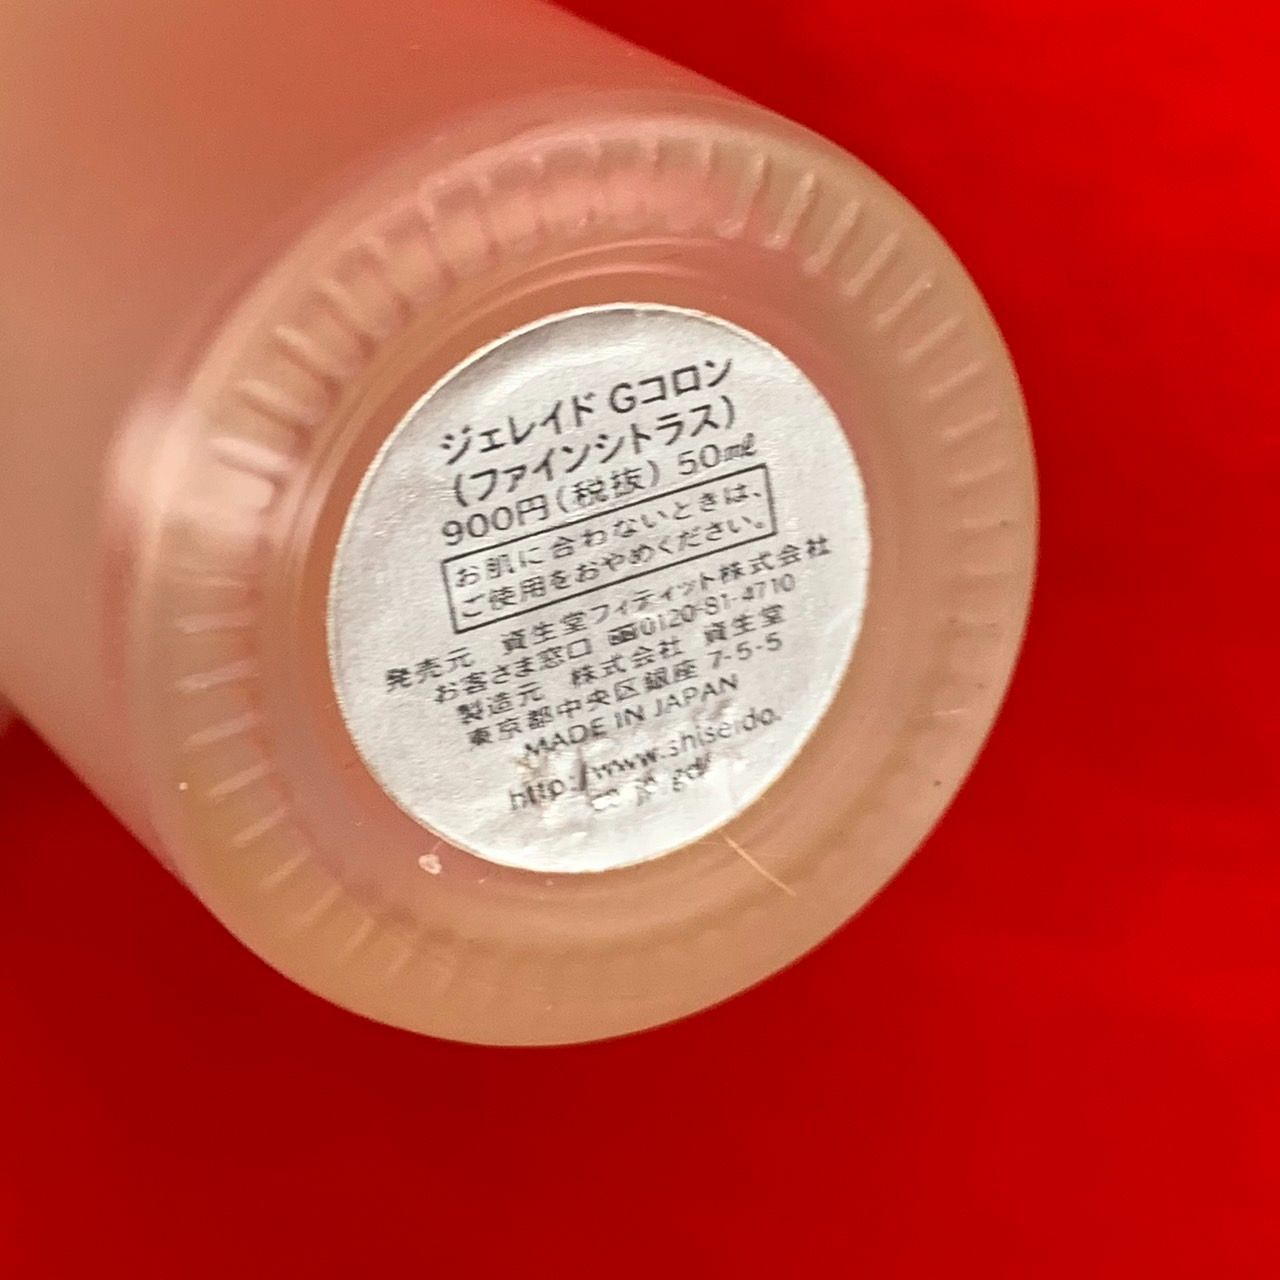 ジェレイド Gコロン
(ファインシトラス)
900円(税抜) 50㎖
お肌に合わないときは、
ご使用をおやめください。
発売元 資生堂フィティット株式会社
お客さま窓口 0120-81-4710
製造元 株式会社 資生堂
東京都中央区銀座 7-5-5
MADE IN JAPAN
http://www.shiseido.